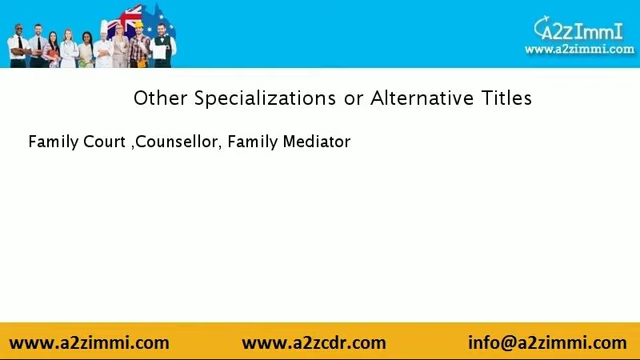 A2ZImmI
www.a2zimmi.com
Other Specializations or Alternative Titles
Family Court ,Counsellor, Family Mediator
www.a2zimmi.com www.a2zcdr.com info@a2zimmi.com